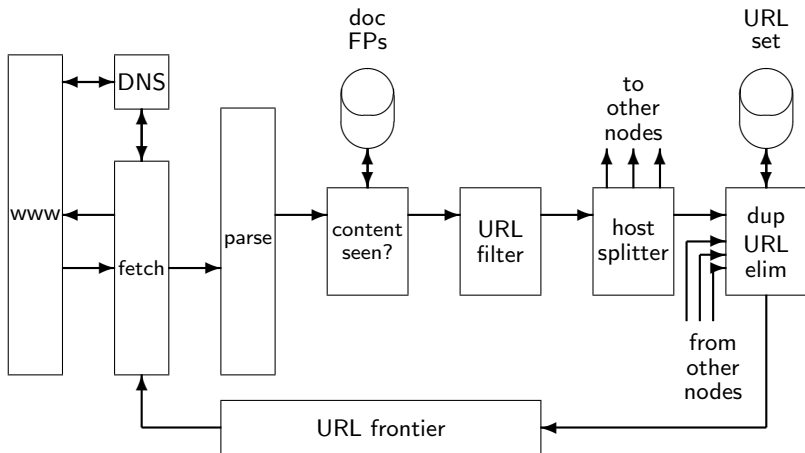 doc
FPs
URL
set
DNS
to
other
nodes
www
fetch
parse
content
seen?
URL
filter
host
splitter
dup
URL
elim
from
other
nodes
URL frontier